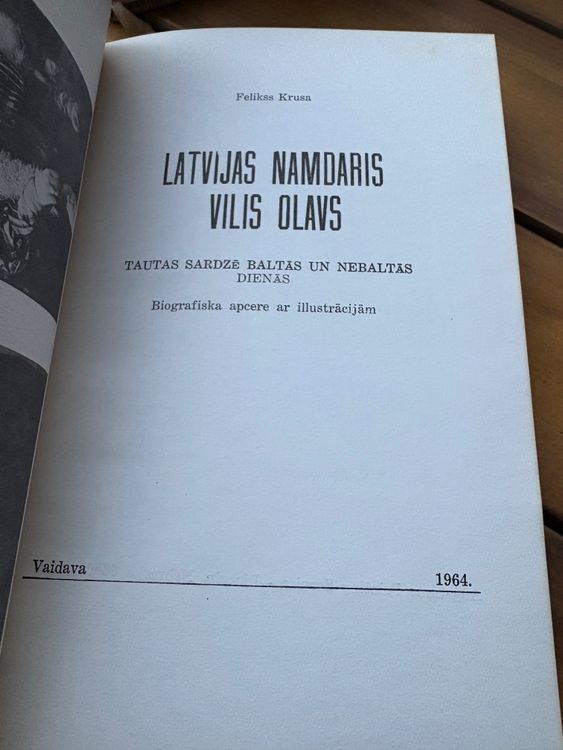 Felikss Krusa
LATVIJAS NAMDARIS
VILIS OLAVS
TAUTAS SARDZĒ BALTĀS UN NEBALTĀS
DIENĀS
Biografiska apcere ar illustrācijām
Vaidava 1964.